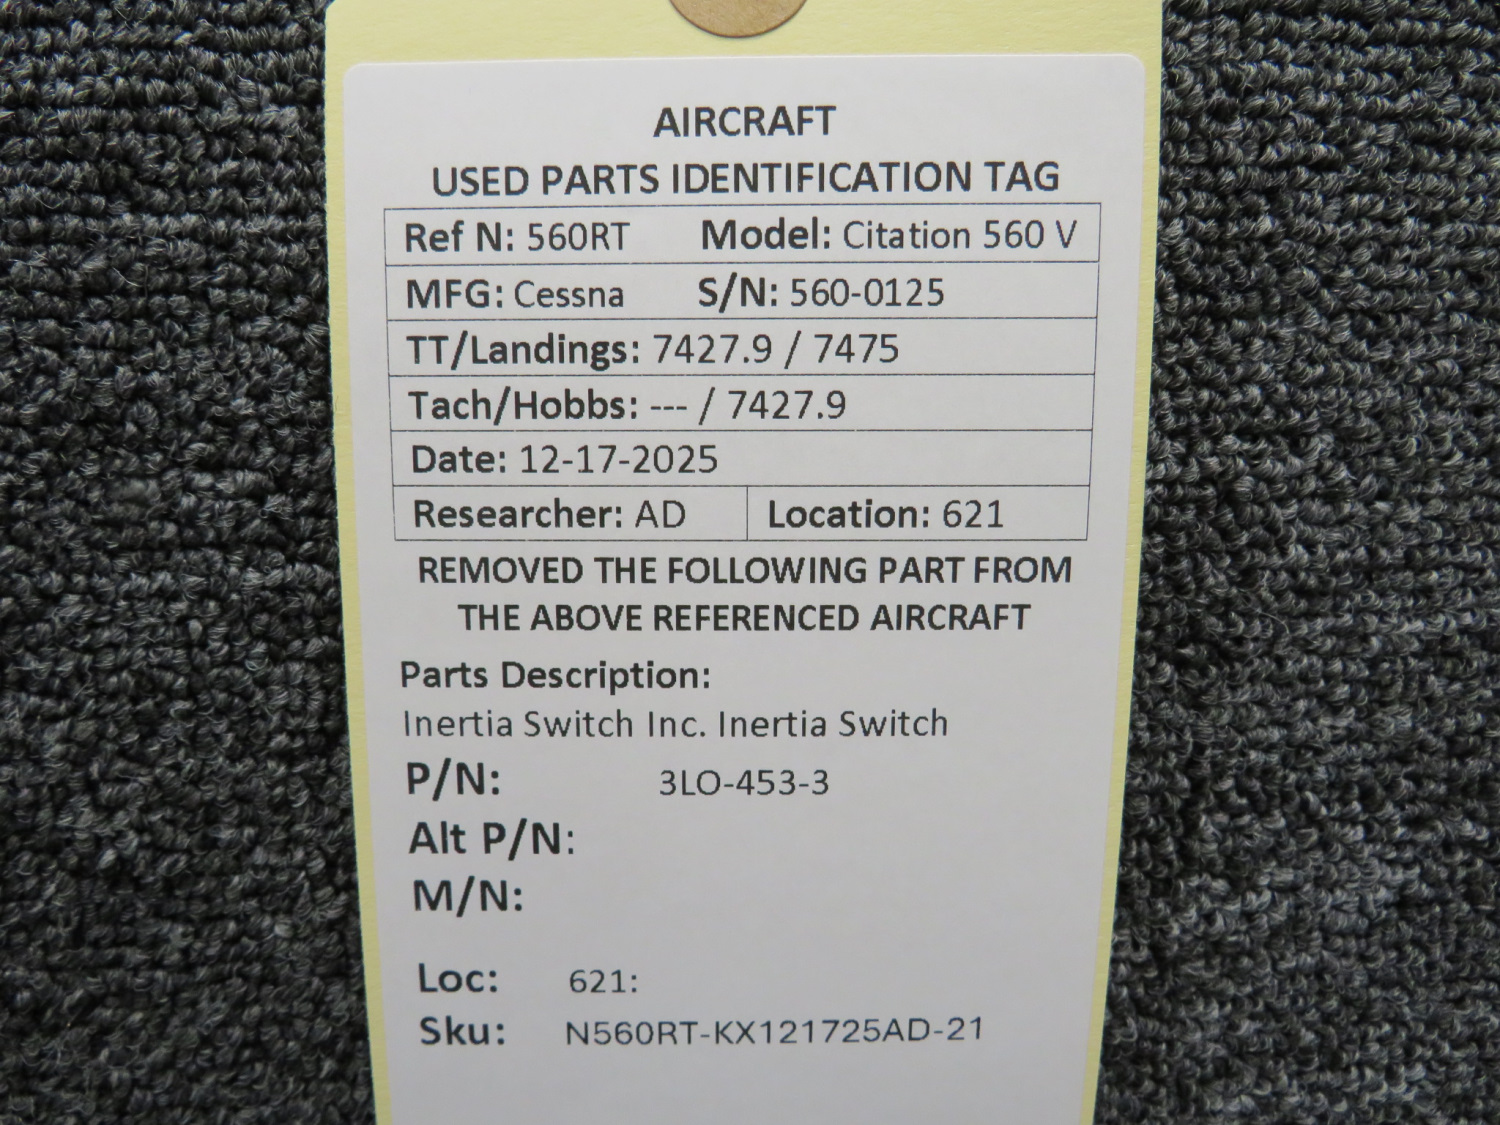 AIRCRAFT
USED PARTS IDENTIFICATION TAG
Ref N: 560RT Model: Citation 560 V
MFG: Cessna S/N: 560-0125
TT/Landings: 7427.9 / 7475
Tach/Hobbs: --- / 7427.9
Date: 12-17-2025
Researcher: AD Location: 621
REMOVED THE FOLLOWING PART FROM
THE ABOVE REFERENCED AIRCRAFT
Parts Description:
Inertia Switch Inc. Inertia Switch
P/N: 3LO-453-3
Alt P/N:
M/N:
Loc: 621:
Sku: N560RT-KX121725AD-21